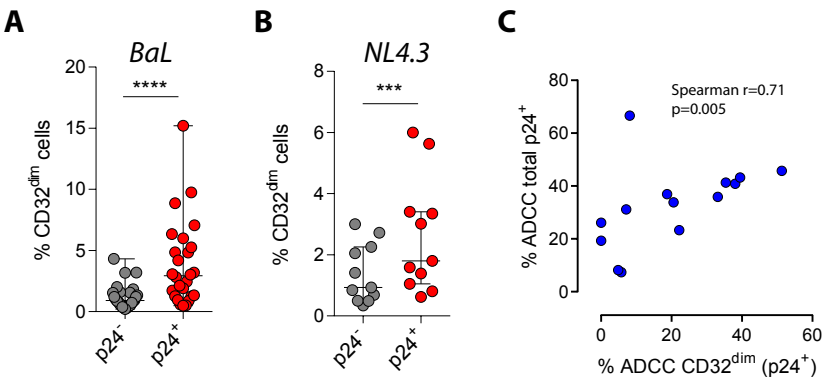 A
BaL
20
15
10
5
0
% CD32dim cells
****
p24-
p24+
B
NL4.3
8
6
4
2
0
% CD32dim cells
***
p24-
p24+
C
80
60
40
20
0
% ADCC total p24+
Spearman r=0.71
p=0.005
0 20 40 60
% ADCC CD32dim (p24+)